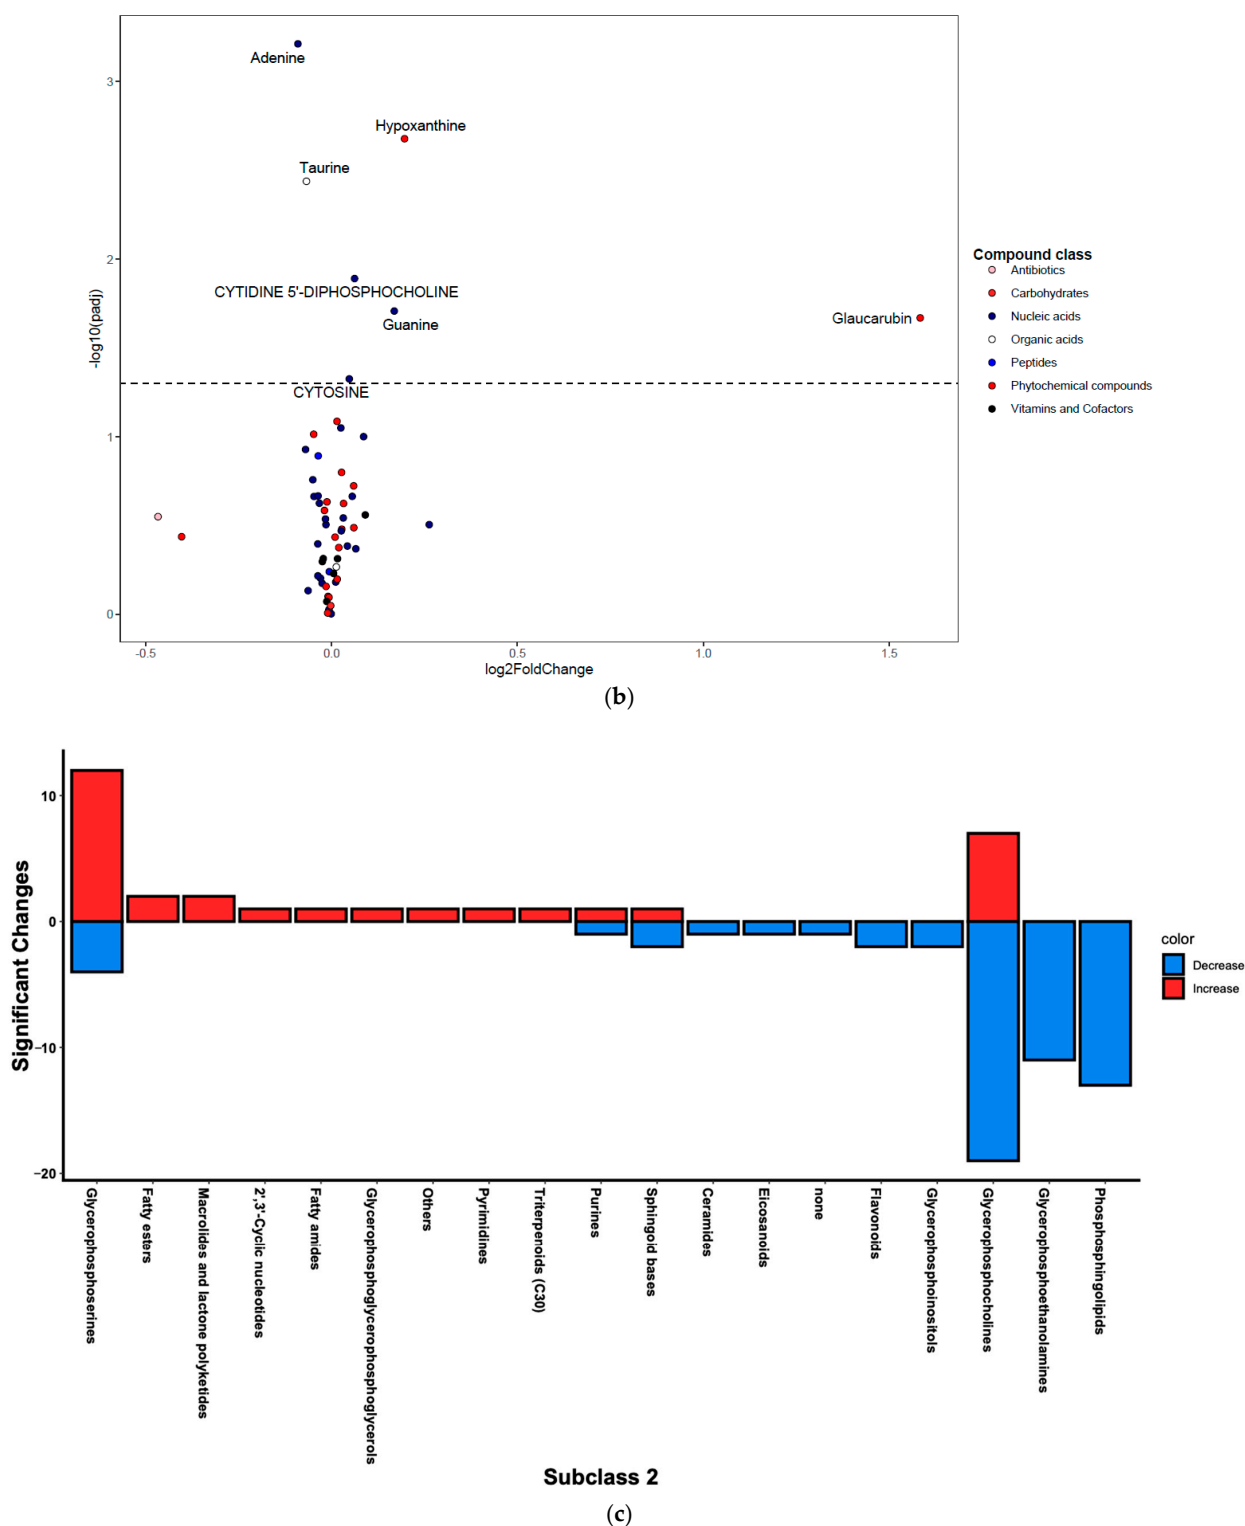 Adenine
Hypoxanthine
Taurine
CYTIDINE 5'-DIPHOSPHOCHOLINE
Guanine
Glaucarubin
CYTOSINE
3
2
1
0
-log10(padj)
-0.5
0.0
0.5
1.0
1.5
log2FoldChange
Compound class
Antibiotics
Carbohydrates
Nucleic acids
Organic acids
Peptides
Phytochemical compounds
Vitamins and Cofactors
(b)
Significant Changes
10
0
-10
-20
color
Decrease
Increase
Glycerophosphoserines
Fatty esters
Macrolides and lactone polyketides
2',3'-Cyclic nucleotides
Fatty amides
Glycerophosphoglycerophosphoglycerols
Others
Pyrimidines
Triterpenoids (C30)
Purines
Sphingoid bases
Ceramides
Eicosanoids
none
Flavonoids
Glycerophosphoinositols
Glycerophosphocholines
Glycerophosphoethanolamines
Phosphosphingolipids
Subclass 2
(c)